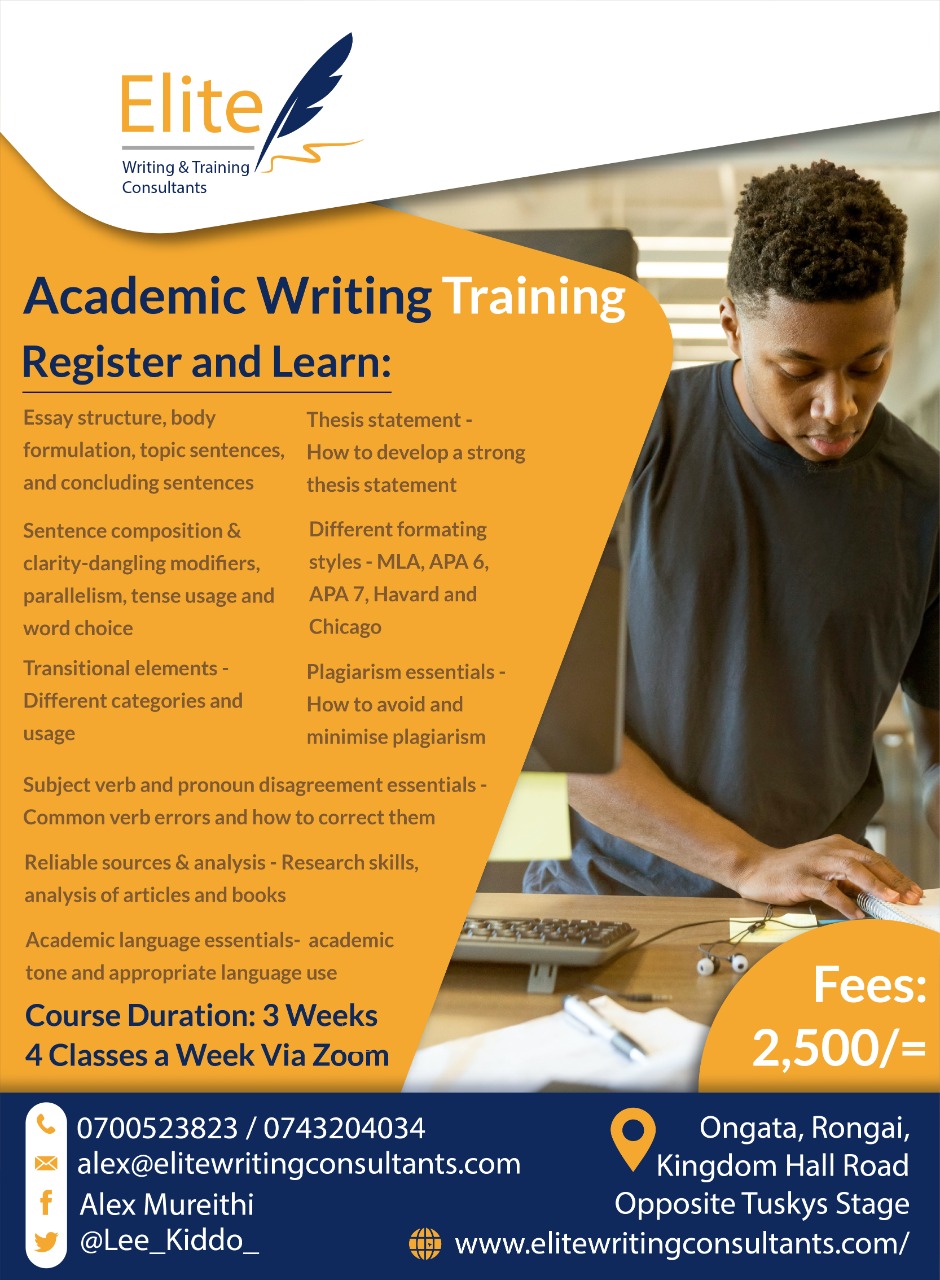 Elite
Writing & Training
Consultants
Academic Writing Training
Register and Learn:
Essay structure, body
formulation, topic sentences,
and concluding sentences
Thesis statement -
How to develop a strong
thesis statement
Sentence composition &
clarity-dangling modifiers,
parallelism, tense usage and
word choice
Different formating
styles - MLA, APA 6,
APA 7, Havard and
Chicago
Transitional elements -
Different categories and
usage
Plagiarism essentials -
How to avoid and
minimise plagiarism
Subject verb and pronoun disagreement essentials -
Common verb errors and how to correct them
Reliable sources & analysis - Research skills,
analysis of articles and books
Academic language essentials- academic
tone and appropriate language use
Course Duration: 3 Weeks
4 Classes a Week Via Zoom
Fees:
2,500/=
0700523823 / 0743204034
alex@elitewritingconsultants.com
Alex Mureithi
@Lee_Kiddo_
Ongata, Rongai,
Kingdom Hall Road
Opposite Tuskys Stage
www.elitewritingconsultants.com/